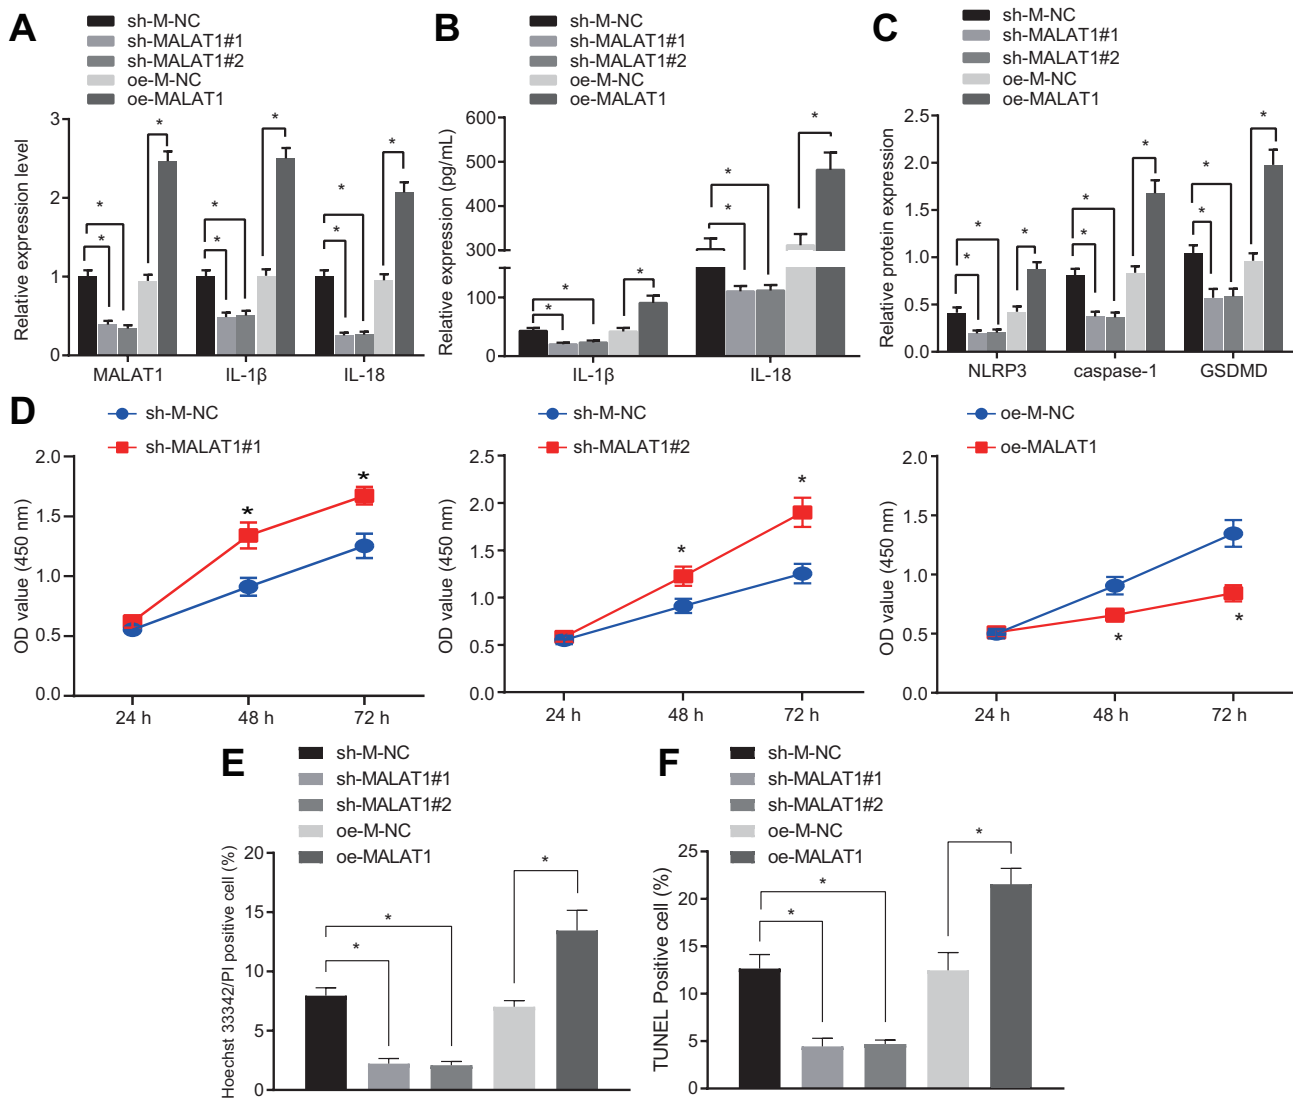 A
sh-M-NC
sh-MALAT1#1
sh-MALAT1#2
oe-M-NC
oe-MALAT1
Relative expression level
3
2
1
0
* * * * * * * * *
MALAT1 IL-1β IL-18
B
sh-M-NC
sh-MALAT1#1
sh-MALAT1#2
oe-M-NC
oe-MALAT1
Relative expression (pg/mL)
600
500
400
300
100
0
* * * * * *
IL-1β IL-18
C
sh-M-NC
sh-MALAT1#1
sh-MALAT1#2
oe-M-NC
oe-MALAT1
Relative protein expression
2.5
2.0
1.5
1.0
0.5
0.0
* * * * * * * * *
NLRP3 caspase-1 GSDMD
D
sh-M-NC
sh-MALAT1#1
OD value (450 nm)
2.0
1.5
1.0
0.5
0.0
* *
24 h 48 h 72 h
sh-M-NC
sh-MALAT1#2
OD value (450 nm)
2.5
2.0
1.5
1.0
0.5
0.0
* *
24 h 48 h 72 h
oe-M-NC
oe-MALAT1
OD value (450 nm)
2.0
1.5
1.0
0.5
0.0
* *
24 h 48 h 72 h
E
sh-M-NC
sh-MALAT1#1
sh-MALAT1#2
oe-M-NC
oe-MALAT1
Hoechst 33342/PI positive cell (%)
20
15
10
5
0
* * *
F
sh-M-NC
sh-MALAT1#1
sh-MALAT1#2
oe-M-NC
oe-MALAT1
TUNEL Positive cell (%)
25
20
15
10
5
0
* * *